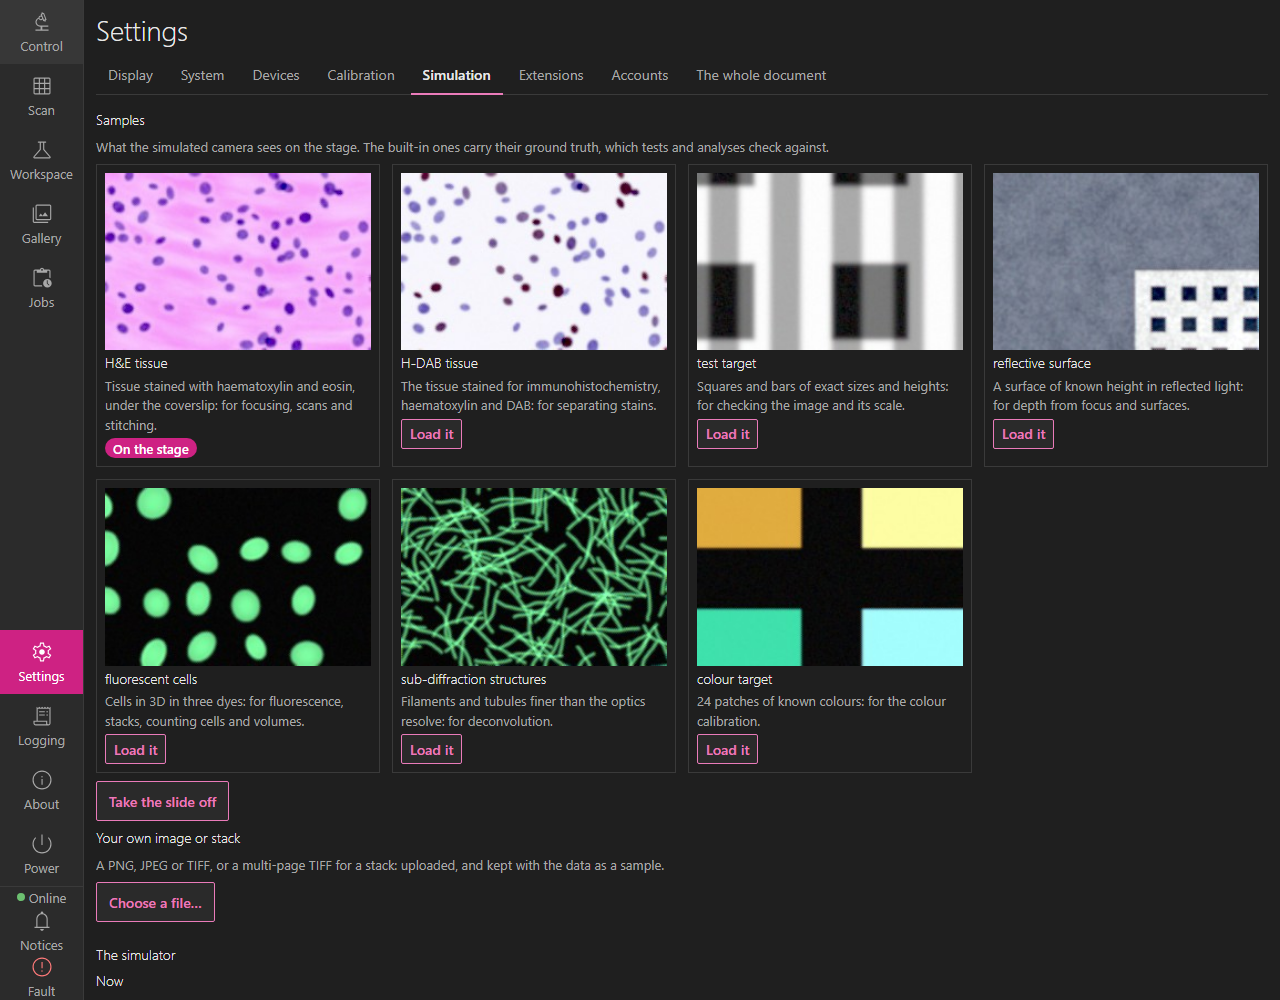 Control
Scan
Workspace
Gallery
Jobs
Settings
Logging
About
Power
Online
Notices
Fault
Settings
Display
System
Devices
Calibration
Simulation
Extensions
Accounts
The whole document
Samples
What the simulated camera sees on the stage. The built-in ones carry their ground truth, which tests and analyses check against.
H&E tissue
Tissue stained with haematoxylin and eosin,
under the coverslip: for focusing, scans and
stitching.
On the stage
H-DAB tissue
The tissue stained for immunohistochemistry,
haematoxylin and DAB: for separating stains.
Load it
test target
Squares and bars of exact sizes and heights:
for checking the image and its scale.
Load it
reflective surface
A surface of known height in reflected light:
for depth from focus and surfaces.
Load it
fluorescent cells
Cells in 3D in three dyes: for fluorescence,
stacks, counting cells and volumes.
Load it
sub-diffraction structures
Filaments and tubules finer than the optics
resolve: for deconvolution.
Load it
colour target
24 patches of known colours: for the colour
calibration.
Load it
Take the slide off
Your own image or stack
A PNG, JPEG or TIFF, or a multi-page TIFF for a stack: uploaded, and kept with the data as a sample.
Choose a file...
The simulator
Now